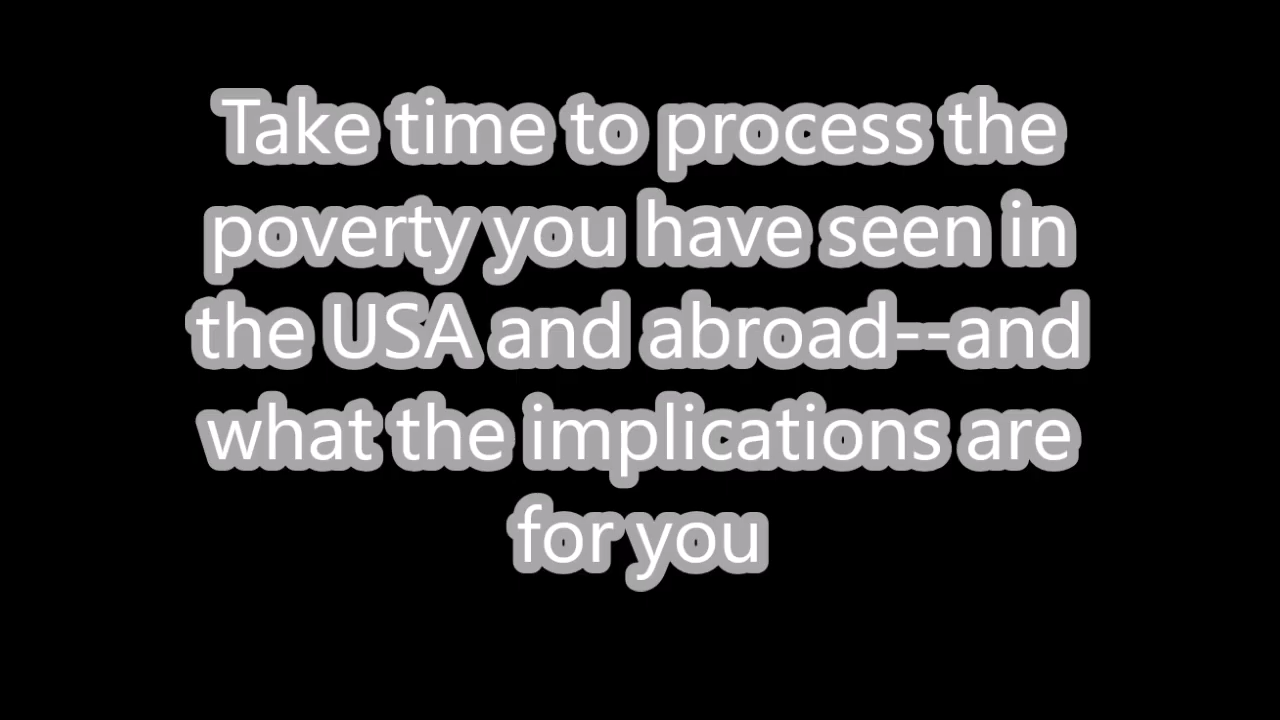 Take time to process the
poverty you have seen in
the USA and abroad--and
what the implications are
for you